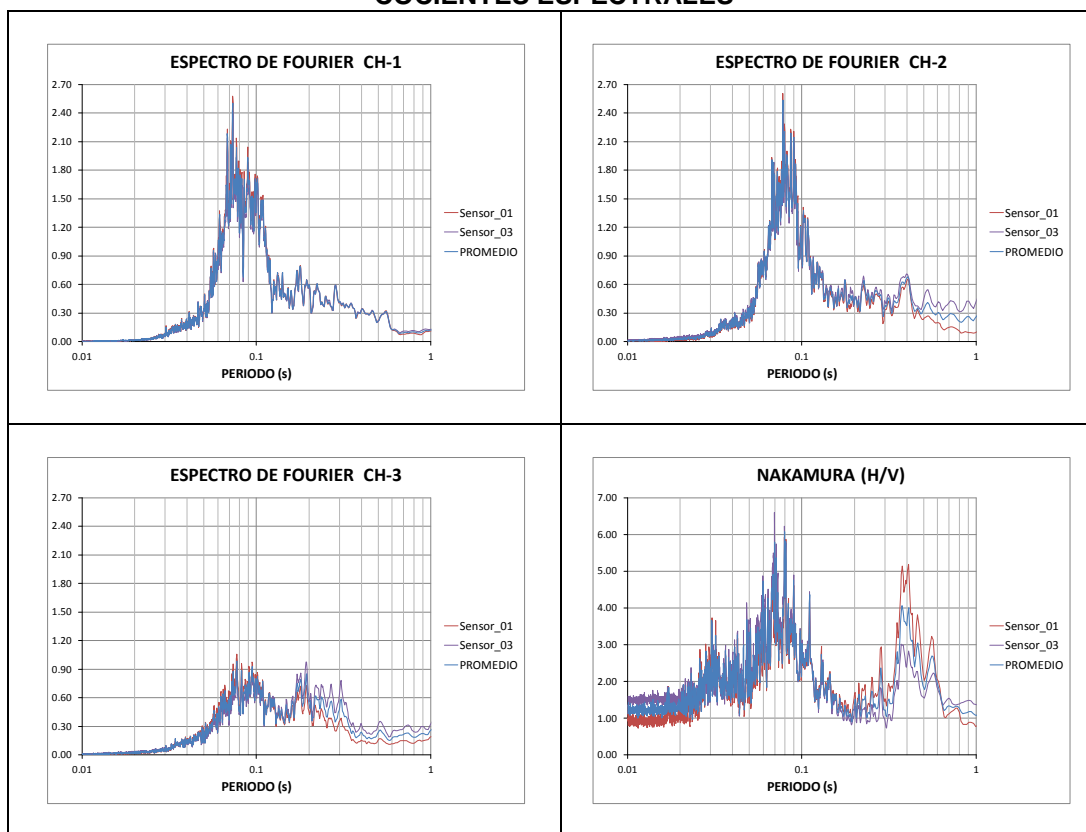 COCIENTES ESPECTRALES
ESPECTRO DE FOURIER CH-1
2.70
2.40
2.10
1.80
1.50
1.20
0.90
0.60
0.30
0.00
0.01
0.1
1
PERIODO (s)
Sensor_01
Sensor_03
PROMEDIO
ESPECTRO DE FOURIER CH-2
2.70
2.40
2.10
1.80
1.50
1.20
0.90
0.60
0.30
0.00
0.01
0.1
1
PERIODO (s)
Sensor_01
Sensor_03
PROMEDIO
ESPECTRO DE FOURIER CH-3
2.70
2.40
2.10
1.80
1.50
1.20
0.90
0.60
0.30
0.00
0.01
0.1
1
PERIODO (s)
Sensor_01
Sensor_03
PROMEDIO
NAKAMURA (H/V)
7.00
6.00
5.00
4.00
3.00
2.00
1.00
0.00
0.01
0.1
1
PERIODO (s)
Sensor_01
Sensor_03
PROMEDIO